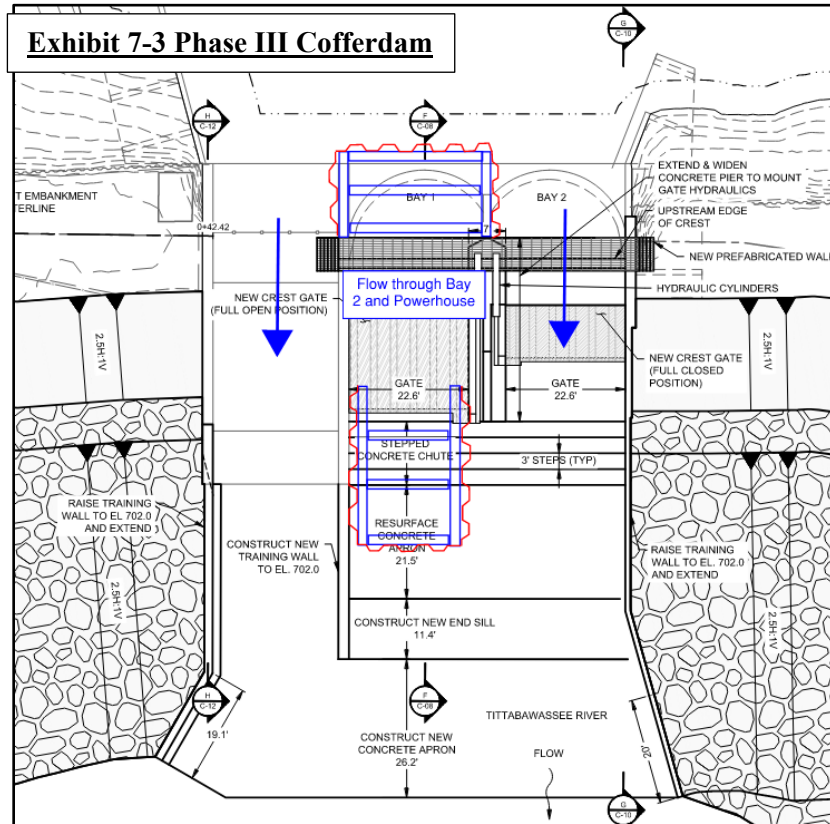 Exhibit 7-3 Phase III Cofferdam
G
C-10
H
C-12
F
C-08
EXTEND & WIDEN
CONCRETE PIER TO MOUNT
GATE HYDRAULICS
T EMBANKMENT
TERLINE
BAY 1
BAY 2
UPSTREAM EDGE
OF CREST
0+42.42
7'
NEW PREFABRICATED WAL
Flow through Bay
2 and Powerhouse
HYDRAULIC CYLINDERS
NEW CREST GATE
(FULL OPEN POSITION)
2.5H:1V
2.5H:1V
NEW CREST GATE
(FULL CLOSED
POSITION)
GATE
22.6'
GATE
22.6'
STEPPED
CONCRETE CHUTE
3' STEPS (TYP)
RAISE TRAINING
WALL TO EL 702.0
AND EXTEND
RESURFACE
CONCRETE
APRON
21.5'
CONSTRUCT NEW
TRAINING WALL
TO EL. 702.0
RAISE TRAINING
WALL TO EL. 702.0
AND EXTEND
2.5H:1V
2.5H:1V
CONSTRUCT NEW END SILL
11.4'
H
C-12
F
C-08
19.1'
TITTABAWASSEE RIVER
20'
CONSTRUCT NEW
CONCRETE APRON
26.2'
FLOW
G
C-10